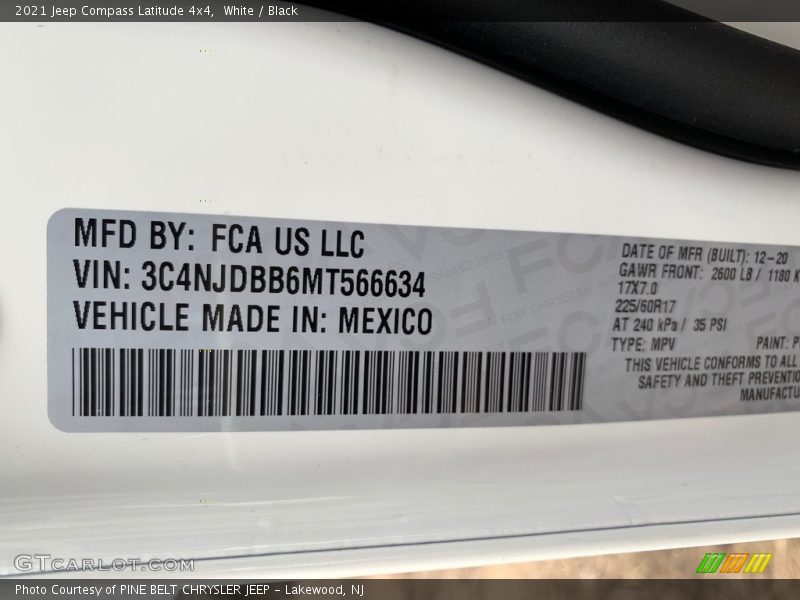 2021 Jeep Compass Latitude 4x4, White / Black
MFD BY: FCA US LLC
VIN: 3C4NJDBB6MT566634
VEHICLE MADE IN: MEXICO
DATE OF MFR (BUILT): 12-20
GAWR FRONT: 2600 LB / 1180 K
17X7.0
225/60R17
AT 240 kPa / 35 PSI
TYPE: MPV PAINT: P
THIS VEHICLE CONFORMS TO ALL
SAFETY AND THEFT PREVENTIO
MANUFACTU
GTCARLOT.COM
Photo Courtesy of PINE BELT CHRYSLER JEEP - Lakewood, NJ